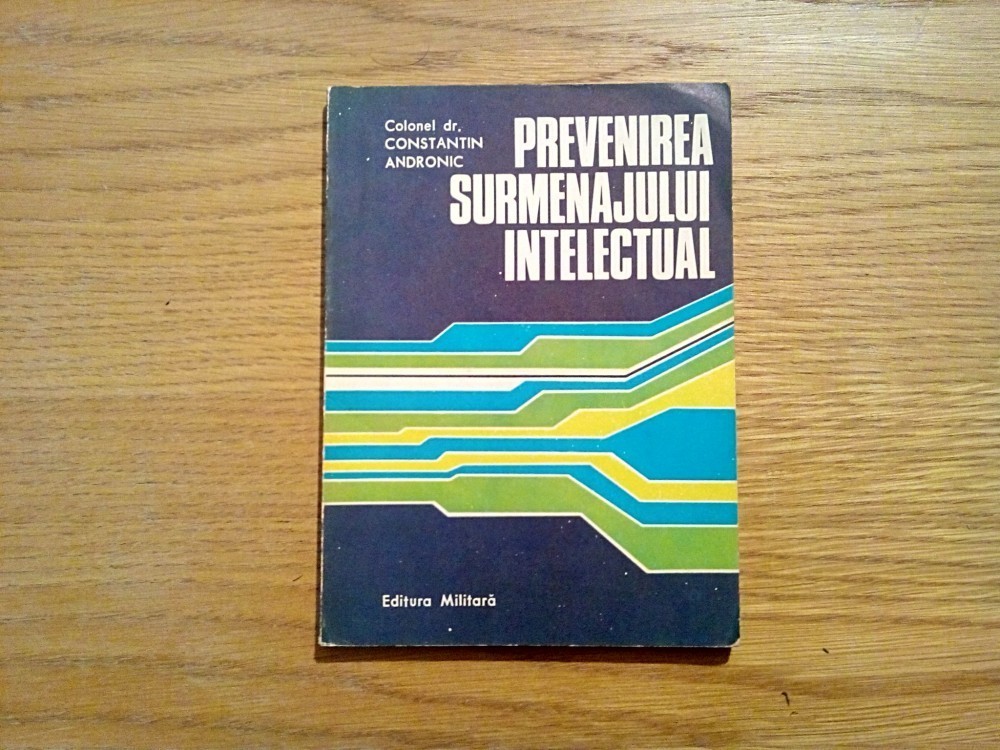 Colonel dr.
CONSTANTIN
ANDRONIC
PREVENIREA
SURMENAJULUI
INTELECTUAL
Editura Militară